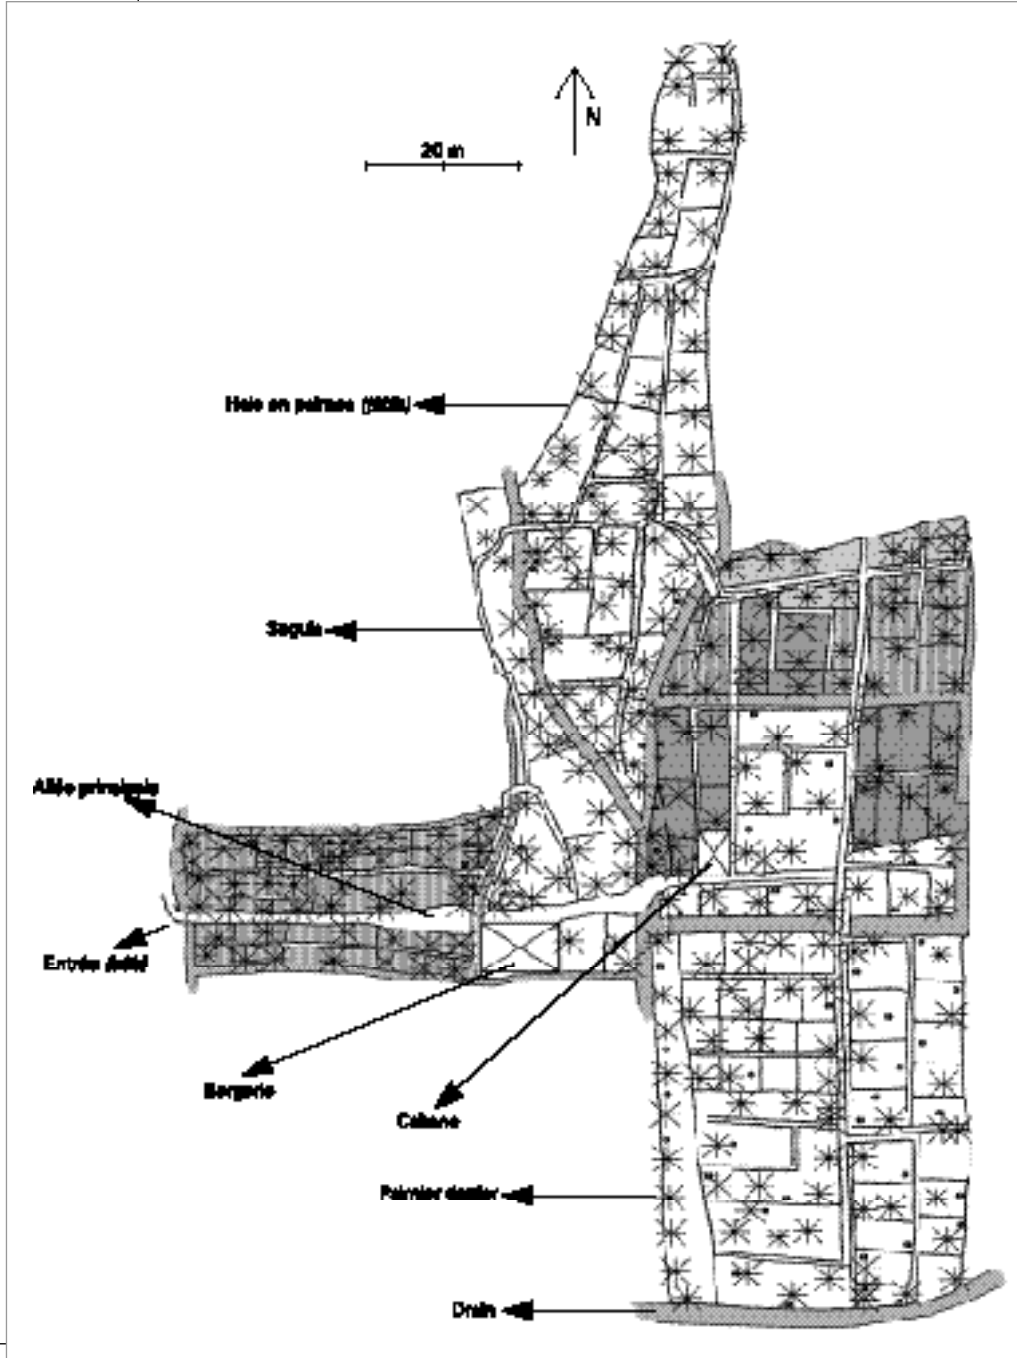 N
20 m
Haie en palmes
Seguia
Allée principale
Entrée
Bergerie
Cabane
Palmier dattier
Drain